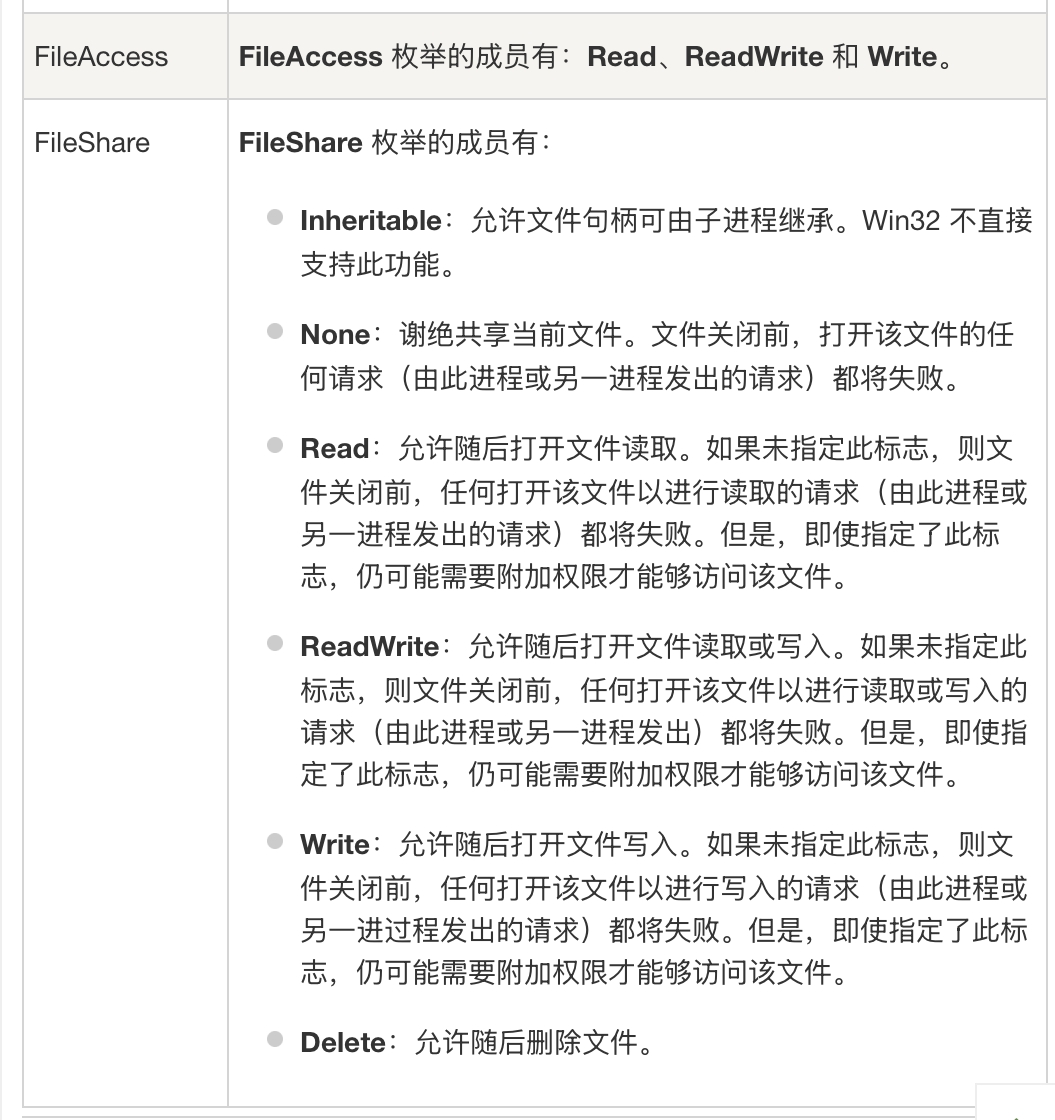 FileAccess
FileAccess 枚举的成员有：Read、ReadWrite 和 Write。
FileShare
FileShare 枚举的成员有：
Inheritable：允许文件句柄可由子进程继承。Win32 不直接
支持此功能。
None：谢绝共享当前文件。文件关闭前，打开该文件的任
何请求（由此进程或另一进程发出的请求）都将失败。
Read：允许随后打开文件读取。如果未指定此标志，则文
件关闭前，任何打开该文件以进行读取的请求（由此进程或
另一进程发出的请求）都将失败。但是，即使指定了此标
志，仍可能需要附加权限才能够访问该文件。
ReadWrite：允许随后打开文件读取或写入。如果未指定此
标志，则文件关闭前，任何打开该文件以进行读取或写入的
请求（由此进程或另一进程发出）都将失败。但是，即使指
定了此标志，仍可能需要附加权限才能够访问该文件。
Write：允许随后打开文件写入。如果未指定此标志，则文
件关闭前，任何打开该文件以进行写入的请求（由此进程或
另一进过程发出的请求）都将失败。但是，即使指定了此标
志，仍可能需要附加权限才能够访问该文件。
Delete：允许随后删除文件。